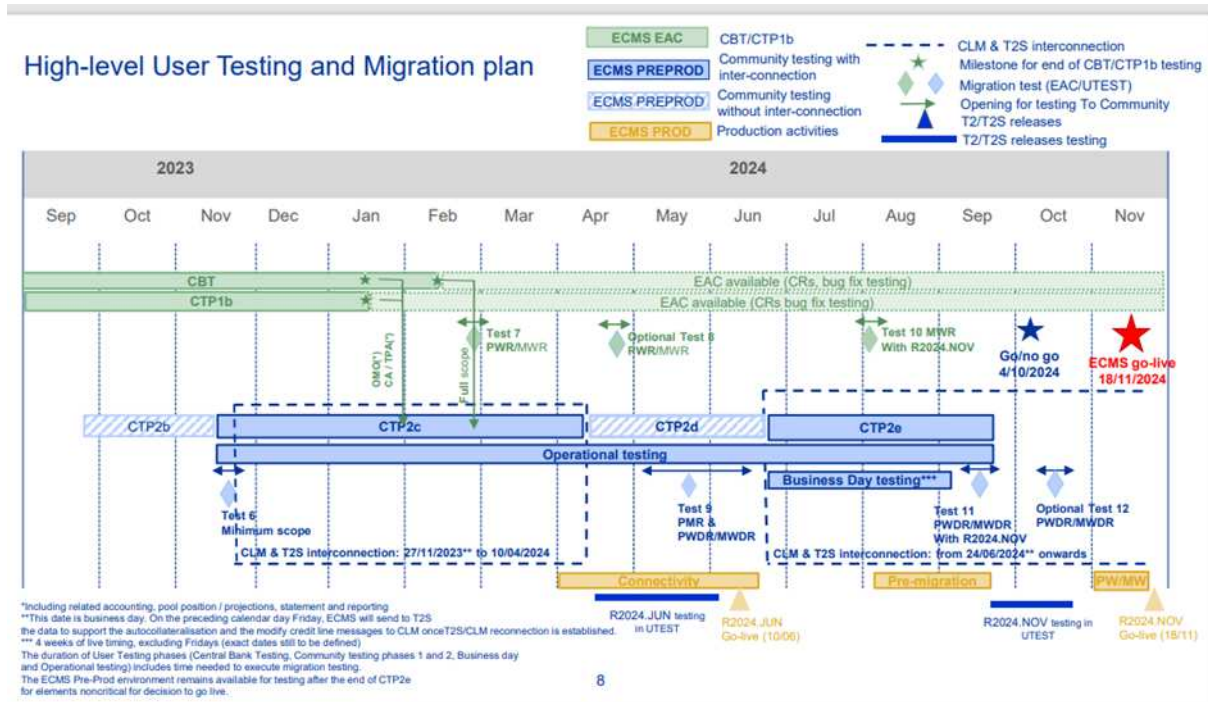 High-level User Testing and Migration plan
ECMS EAC
CBT/CTP1b
ECMS PREPROD
Community testing with
inter-connection
ECMS PREPROD
Community testing
without inter-connection
ECMS PROD
Production activities
CLM & T2S interconnection
Milestone for end of CBT/CTP1b testing
Migration test (EAC/UTEST)
Opening for testing To Community
T2/T2S releases
T2/T2S releases testing
2023
2024
Sep
Oct
Nov
Dec
Jan
Feb
Mar
Apr
May
Jun
Jul
Aug
Sep
Oct
Nov
CBT
EAC available (CRs, bug fix testing)
CTP1b
EAC available (CRs bug fix testing)
OMO(*)
CA / TPA(*)
Full scope
Test 7
PWR/MWR
Optional Test 8
PWR/MWR
Test 10 MWR
With R2024.NOV
Go/no go
4/10/2024
ECMS go-live
18/11/2024
CTP2b
CTP2c
CTP2d
CTP2e
Operational testing
Business Day testing***
Test 6
Minimum scope
Test 9
PMR &
PWDR/MWDR
Test 11
PWDR/MWDR
With R2024.NOV
Optional Test 12
PWDR/MWDR
CLM & T2S interconnection: 27/11/2023** to 10/04/2024
CLM & T2S interconnection: from 24/06/2024** onwards
Connectivity
Pre-migration
PW/MW
R2024.JUN testing
in UTEST
R2024.JUN
Go-live (10/06)
R2024.NOV testing in
UTEST
R2024.NOV
Go-live (18/11)
*Including related accounting, pool position / projections, statement and reporting
**This date is business day. On the preceding calendar day Friday, ECMS will send to T2S
the data to support the autocollateralisation and the modify credit line messages to CLM onceT2S/CLM reconnection is established.
*** 4 weeks of live timing, excluding Fridays (exact dates still to be defined)
The duration of User Testing phases (Central Bank Testing, Community testing phases 1 and 2, Business day
and Operational testing) includes time needed to execute migration testing.
The ECMS Pre-Prod environment remains available for testing after the end of CTP2e
for elements noncritical for decision to go live.
8